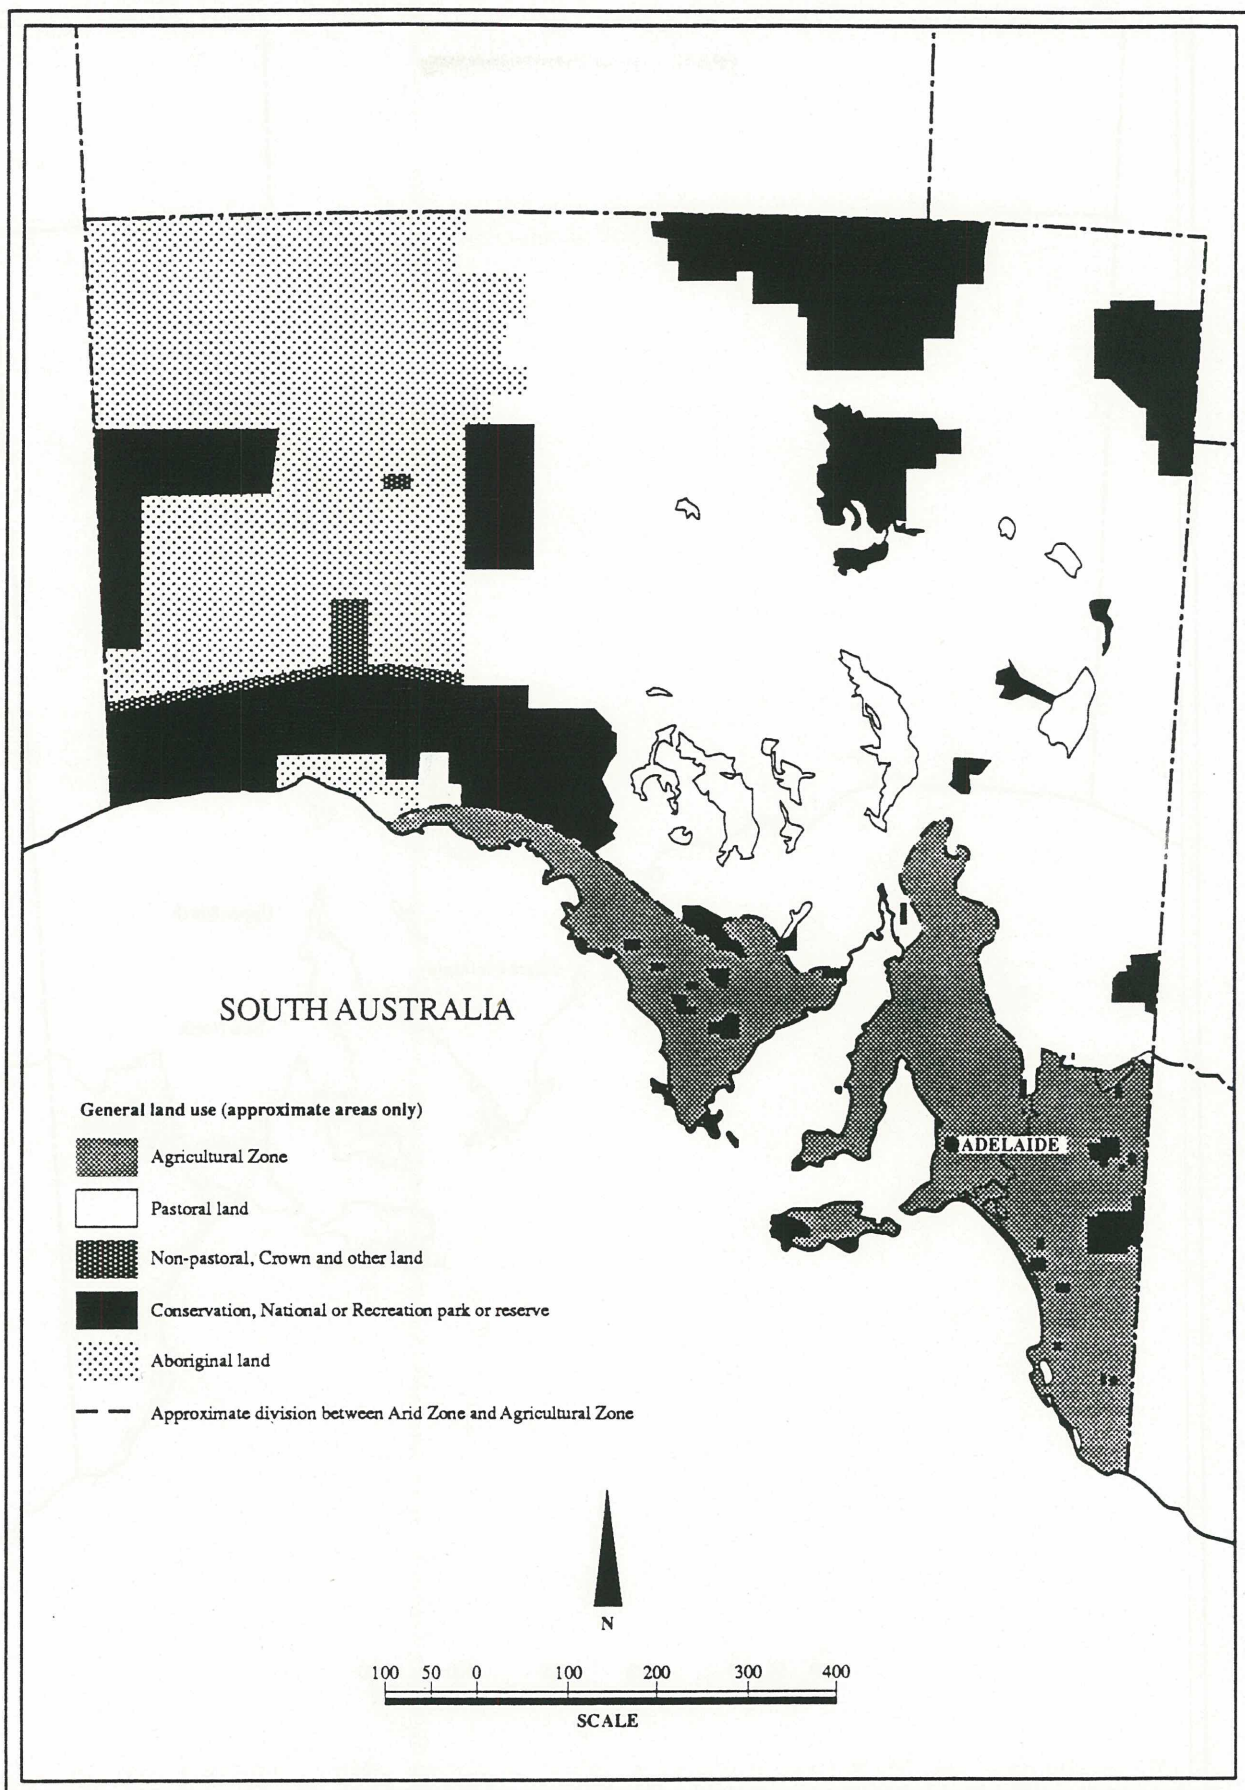 SOUTH AUSTRALIA
General land use (approximate areas only)
Agricultural Zone
ADELAIDE
Pastoral land
Non-pastoral, Crown and other land
Conservation, National or Recreation park or reserve
Aboriginal land
Approximate division between Arid Zone and Agricultural Zone
N
100 50 0 100 200 300 400
SCALE